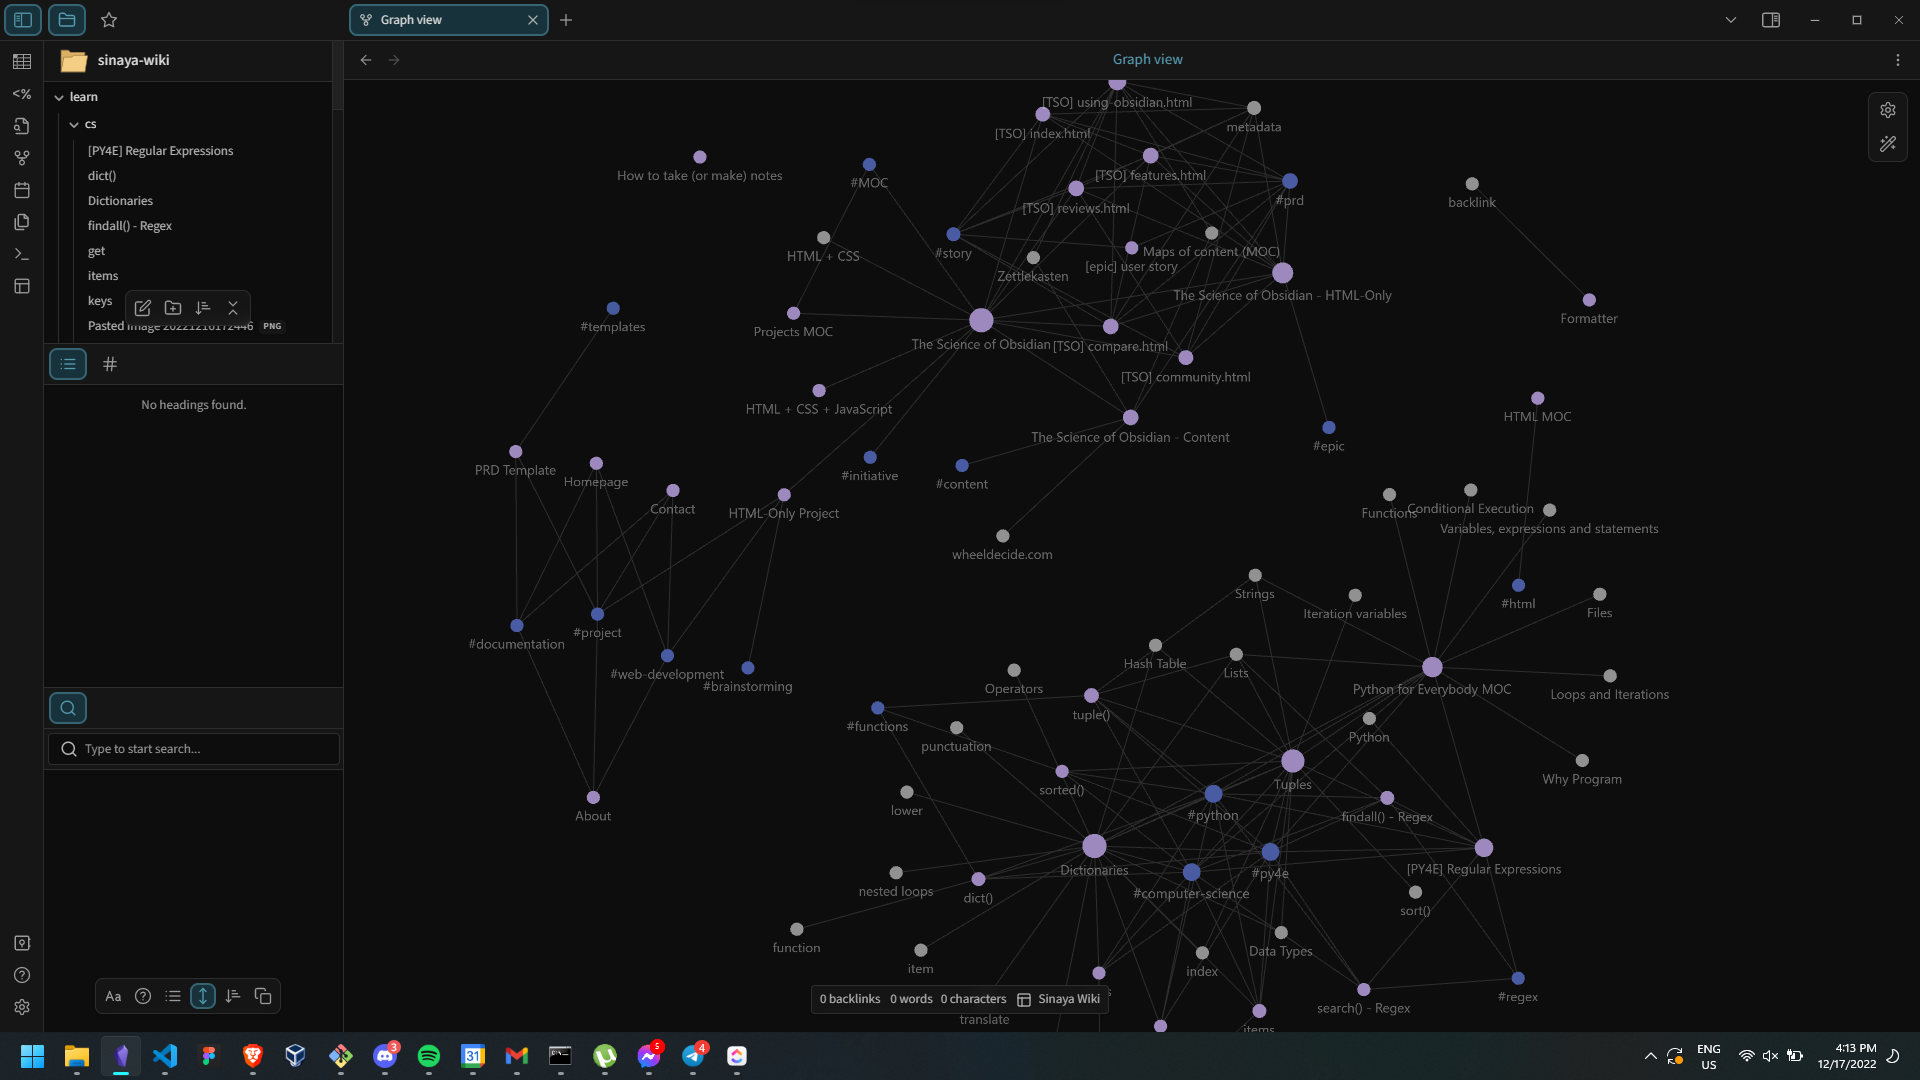 Graph view
sinaya-wiki
learn
cs
[PY4E] Regular Expressions
dict()
Dictionaries
findall() - Regex
get
items
keys
Pasted image 20221216172446 PNG
No headings found.
Type to start search...
Aa
<%
Graph view
[TSO] using-obsidian.html
[TSO] index.html
metadata
How to take (or make) notes
#MOC
[TSO] features.html
[TSO] reviews.html
#prd
backlink
HTML + CSS
#story
Maps of content (MOC)
[epic] user story
Zettlekasten
The Science of Obsidian - HTML-Only
Formatter
#templates
Projects MOC
The Science of Obsidian
[TSO] compare.html
[TSO] community.html
HTML + CSS + JavaScript
HTML MOC
The Science of Obsidian - Content
#epic
PRD Template
Homepage
#initiative
#content
Contact
HTML-Only Project
Functions
Conditional Execution
Variables, expressions and statements
wheeldecide.com
Strings
Iteration variables
#html
Files
#documentation
#project
#web-development
#brainstorming
Hash Table
Lists
Operators
Python for Everybody MOC
Loops and Iterations
tuple()
#functions
punctuation
Python
Why Program
sorted()
Tuples
lower
#python
findall() - Regex
About
Dictionaries
#py4e
[PY4E] Regular Expressions
nested loops
dict()
#computer-science
sort()
function
item
index
Data Types
#regex
search() - Regex
0 backlinks 0 words 0 characters Sinaya Wiki
s
translate
items
3
31
5
4
ENG
US
4:13 PM
12/17/2022